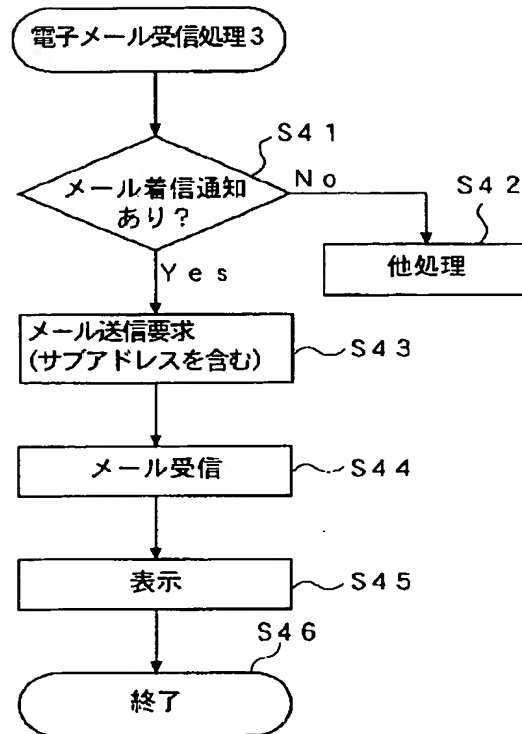 電子メール受信処理3
S41
メール着信通知
あり?
No
S42
他処理
Yes
メール送信要求
(サブアドレスを含む)
S43
メール受信
S44
表示
S45
S46
終了